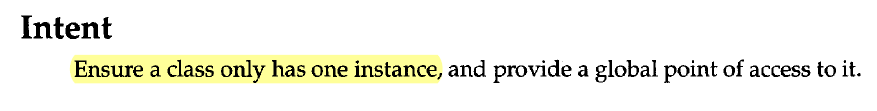 Intent
Ensure a class only has one instance, and provide a global point of access to it.